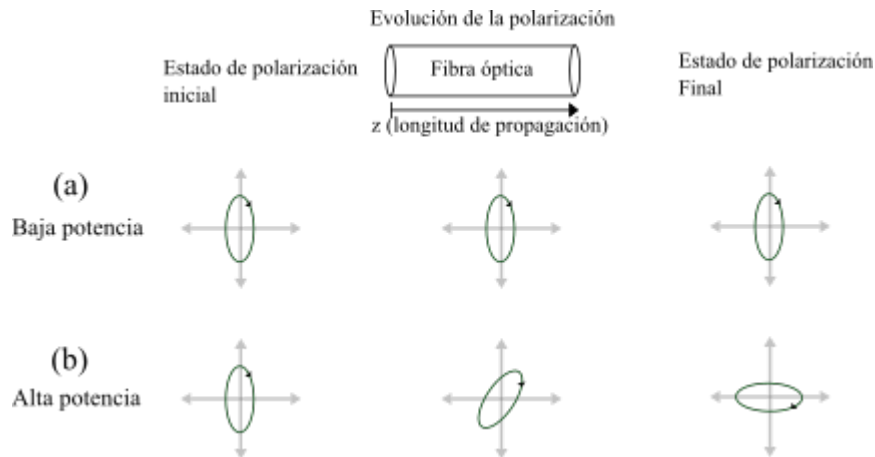 Evolución de la polarización
Estado de polarización
inicial
Fibra óptica
Estado de polarización
Final
z (longitud de propagación)
(a)
Baja potencia
(b)
Alta potencia